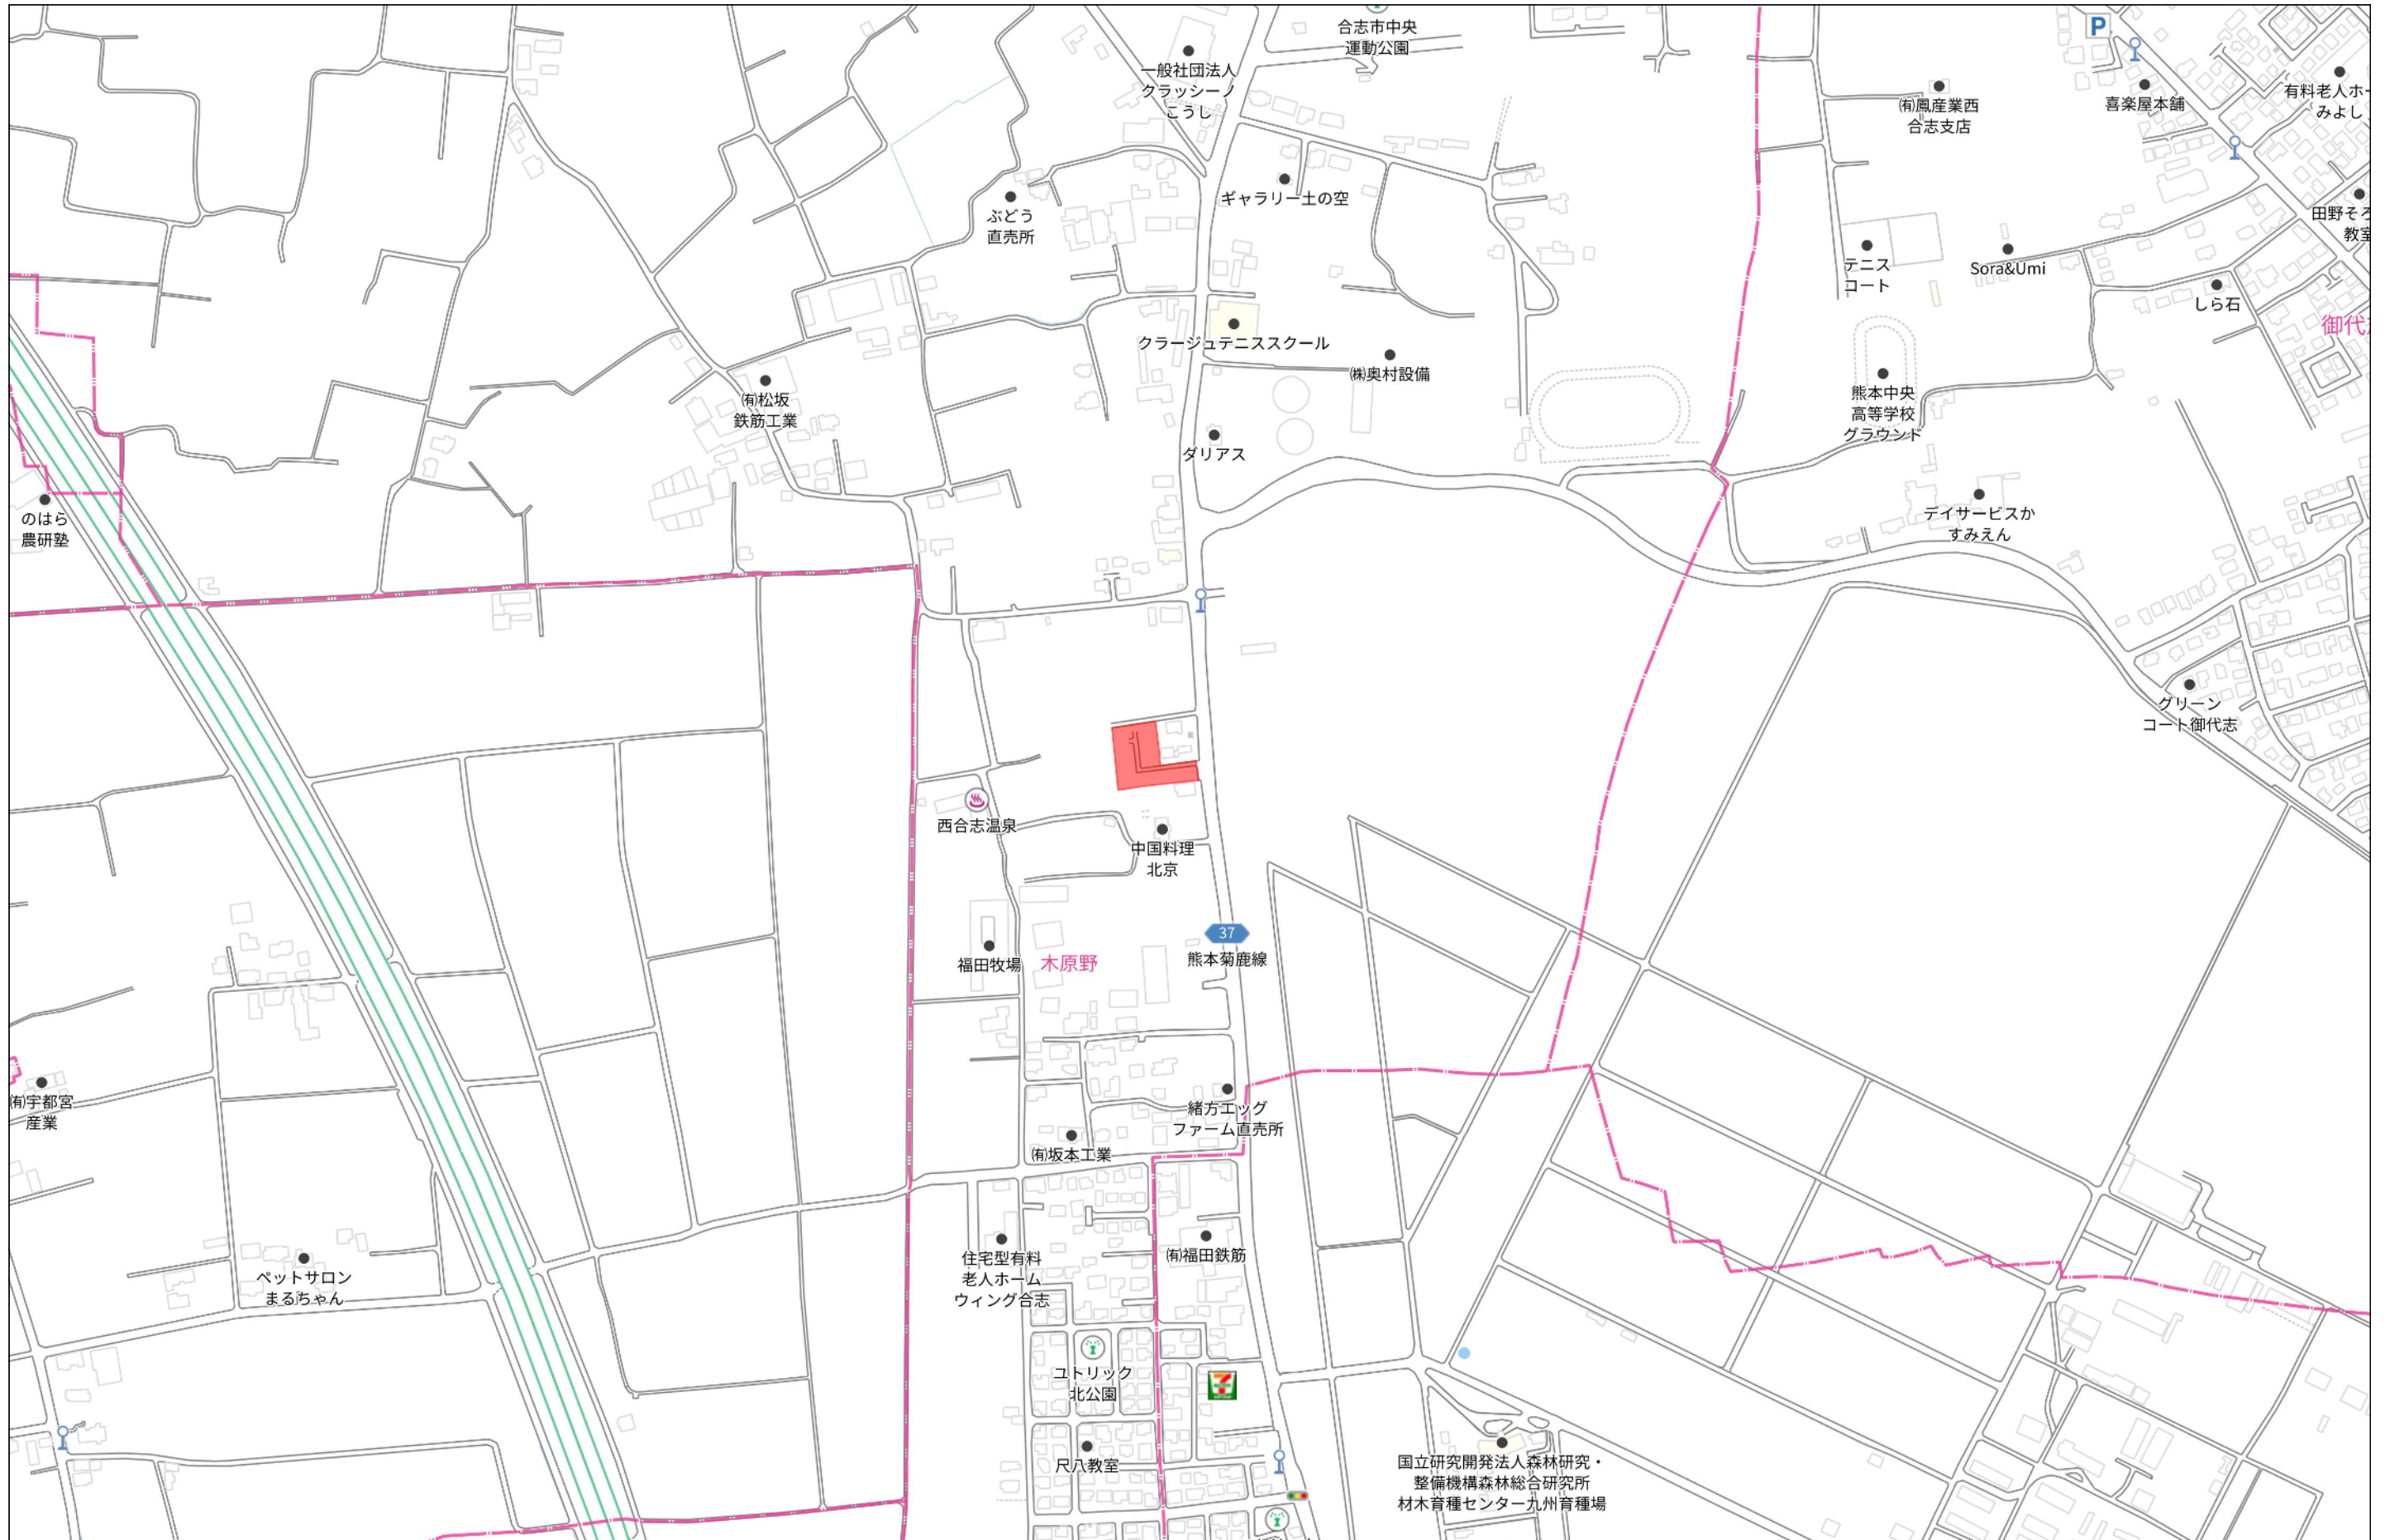 合志市中央
運動公園
P
一般社団法人
クラッシーノ
こうし
㈲鳳産業西
合志支店
喜楽屋本舗
有料老人ホー
みよし
ギャラリー土の空
ぶどう
直売所
田野そろ
教室
テニス
コート
Sora&Umi
しら石
御代
クラージュテニススクール
㈱奥村設備
㈲松坂
鉄筋工業
熊本中央
高等学校
グラウンド
ダリアス
のはら
農研塾
デイサービスか
すみえん
グリーン
コート御代志
西合志温泉
中国料理
北京
37
熊本菊鹿線
福田牧場
木原野
㈲宇都宮
産業
緒方エッグ
ファーム直売所
㈲坂本工業
住宅型有料
老人ホーム
ウィング合志
㈲福田鉄筋
ペットサロン
まるちゃん
ユトリック
北公園
尺八教室
国立研究開発法人森林研究・
整備機構森林総合研究所
材木育種センター九州育種場